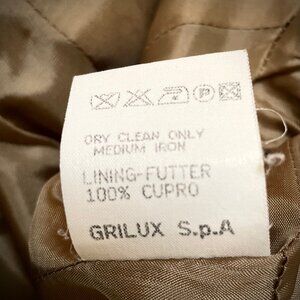 DRY CLEAN ONLY
MEDIUM IRON
LINING-FUTTER
100% CUPRO
GRILUX S.p.A